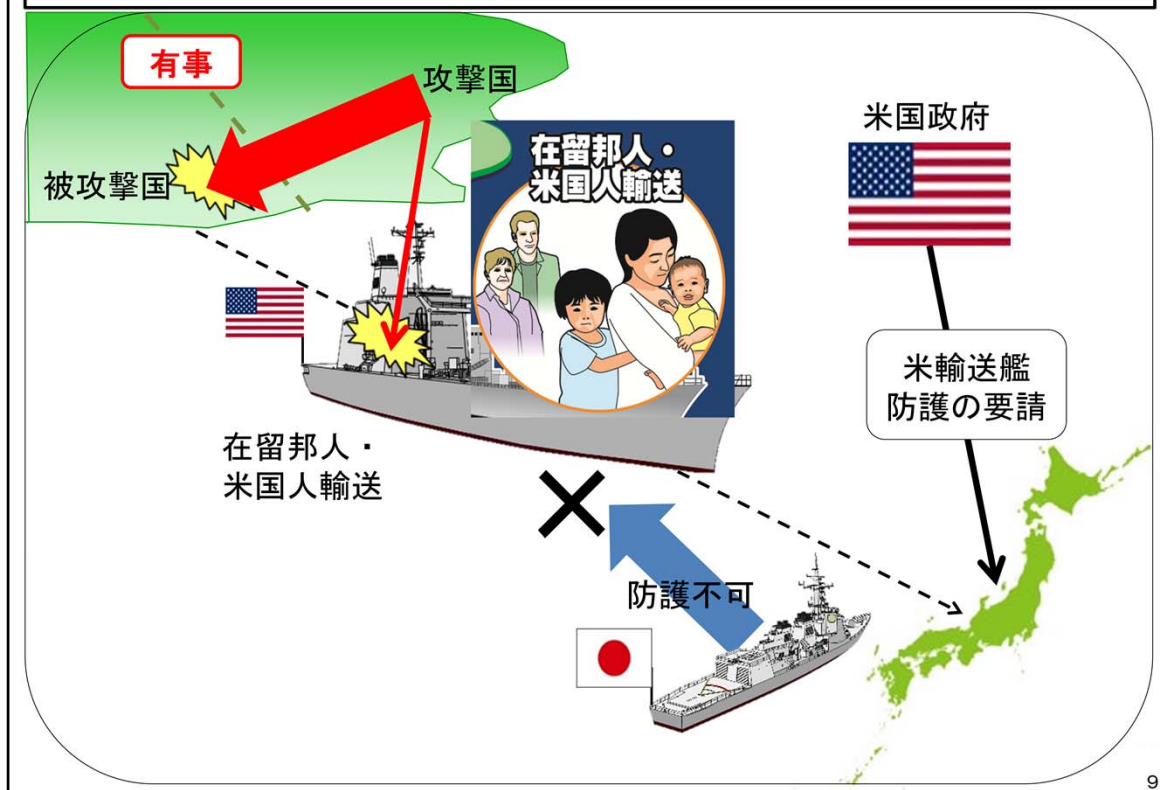 有事
攻撃国
被攻撃国
在留邦人・
米国人輸送
米国政府
米輸送艦
防護の要請
在留邦人・
米国人輸送
防護不可
9